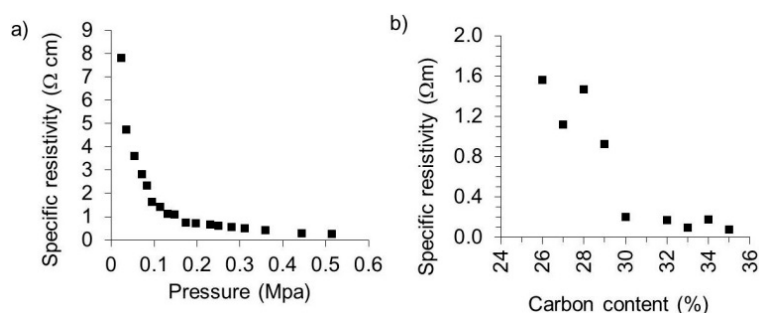 a)
Specific resistivity (Ω cm)
9
8
7
6
5
4
3
2
1
0
0 0.1 0.2 0.3 0.4 0.5 0.6
Pressure (Mpa)
b)
Specific resistivity (Ωm)
2.0
1.6
1.2
0.8
0.4
0.0
24 26 28 30 32 34 36
Carbon content (%)